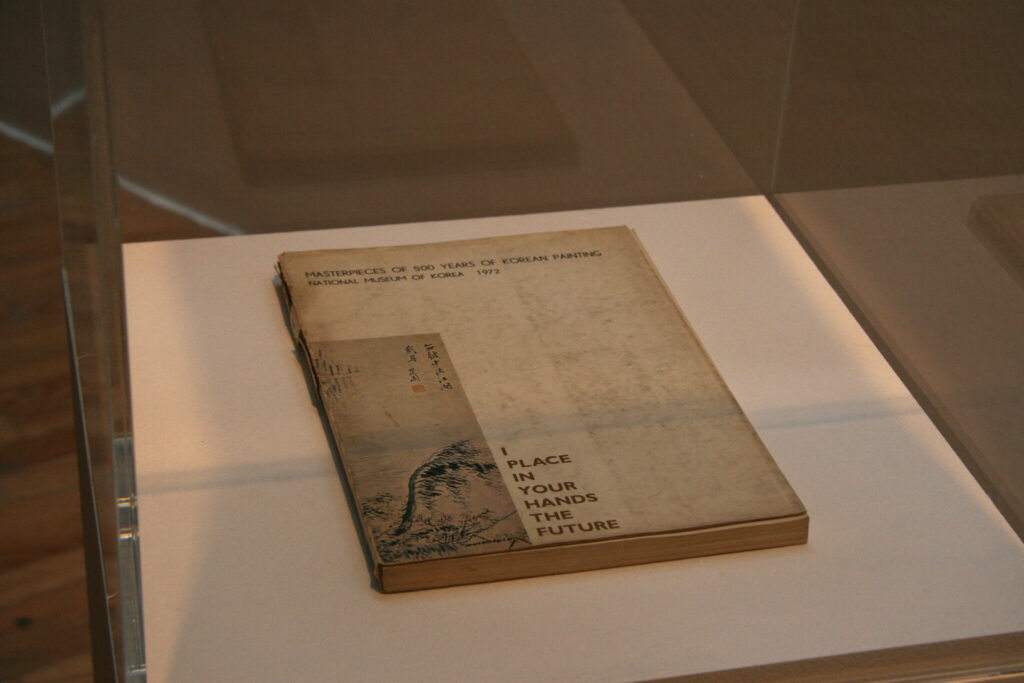 MASTERPIECES OF 500 YEARS OF KOREAN PAINTING
NATIONAL MUSEUM OF KOREA 1972
I
PLACE
IN
YOUR
HANDS
THE
FUTURE